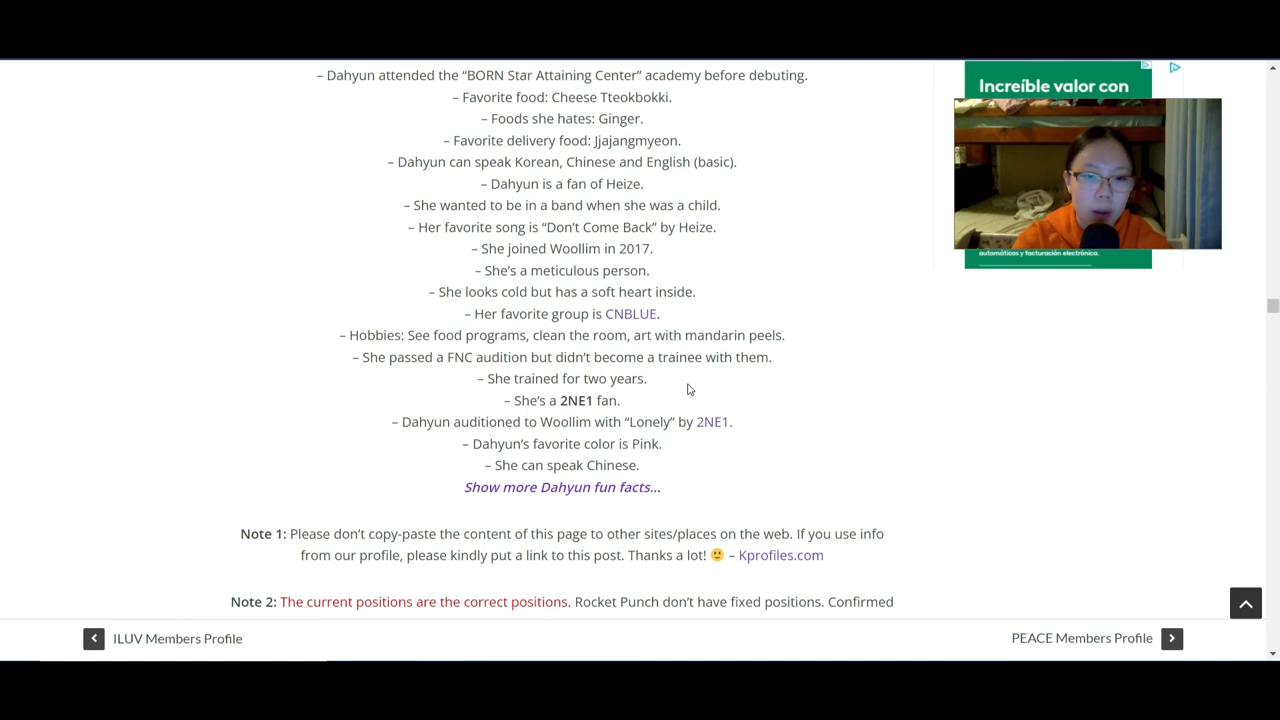 – Dahyun attended the “BORN Star Attaining Center” academy before debuting.
– Favorite food: Cheese Tteokbokki.
– Foods she hates: Ginger.
– Favorite delivery food: Jjajangmyeon.
– Dahyun can speak Korean, Chinese and English (basic).
– Dahyun is a fan of Heize.
– She wanted to be in a band when she was a child.
– Her favorite song is “Don’t Come Back” by Heize.
– She joined Woollim in 2017.
– She’s a meticulous person.
– She looks cold but has a soft heart inside.
– Her favorite group is CNBLUE.
– Hobbies: See food programs, clean the room, art with mandarin peels.
– She passed a FNC audition but didn’t become a trainee with them.
– She trained for two years.
– She’s a 2NE1 fan.
– Dahyun auditioned to Woollim with “Lonely” by 2NE1.
– Dahyun’s favorite color is Pink.
– She can speak Chinese.
Show more Dahyun fun facts…
Note 1: Please don’t copy-paste the content of this page to other sites/places on the web. If you use info
from our profile, please kindly put a link to this post. Thanks a lot! 🙂 – Kprofiles.com
Note 2: The current positions are the correct positions. Rocket Punch don’t have fixed positions. Confirmed
ILUV Members Profile
PEACE Members Profile
Increíble valor con
automáticos y facturación electrónica.